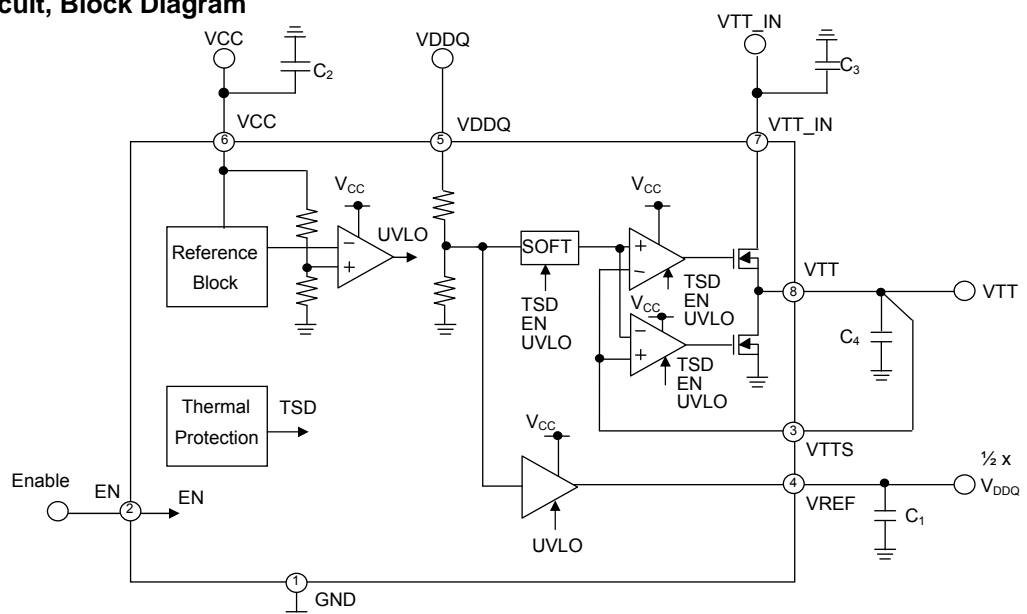 cuit, Block Diagram
VCC
C2
VDDQ
VTT_IN
C3
6
VCC
5
VDDQ
7
VTT_IN
VCC
VCC
Reference
Block
−
+
UVLO
SOFT
+
−
TSD
EN
UVLO
TSD
EN
UVLO
VTT
8
VTT
VCC
−
+
TSD
EN
UVLO
C4
Thermal
Protection
TSD
3
VTTS
VCC
½ x
VDDQ
4
VREF
Enable
EN
2
EN
UVLO
C1
1
GND